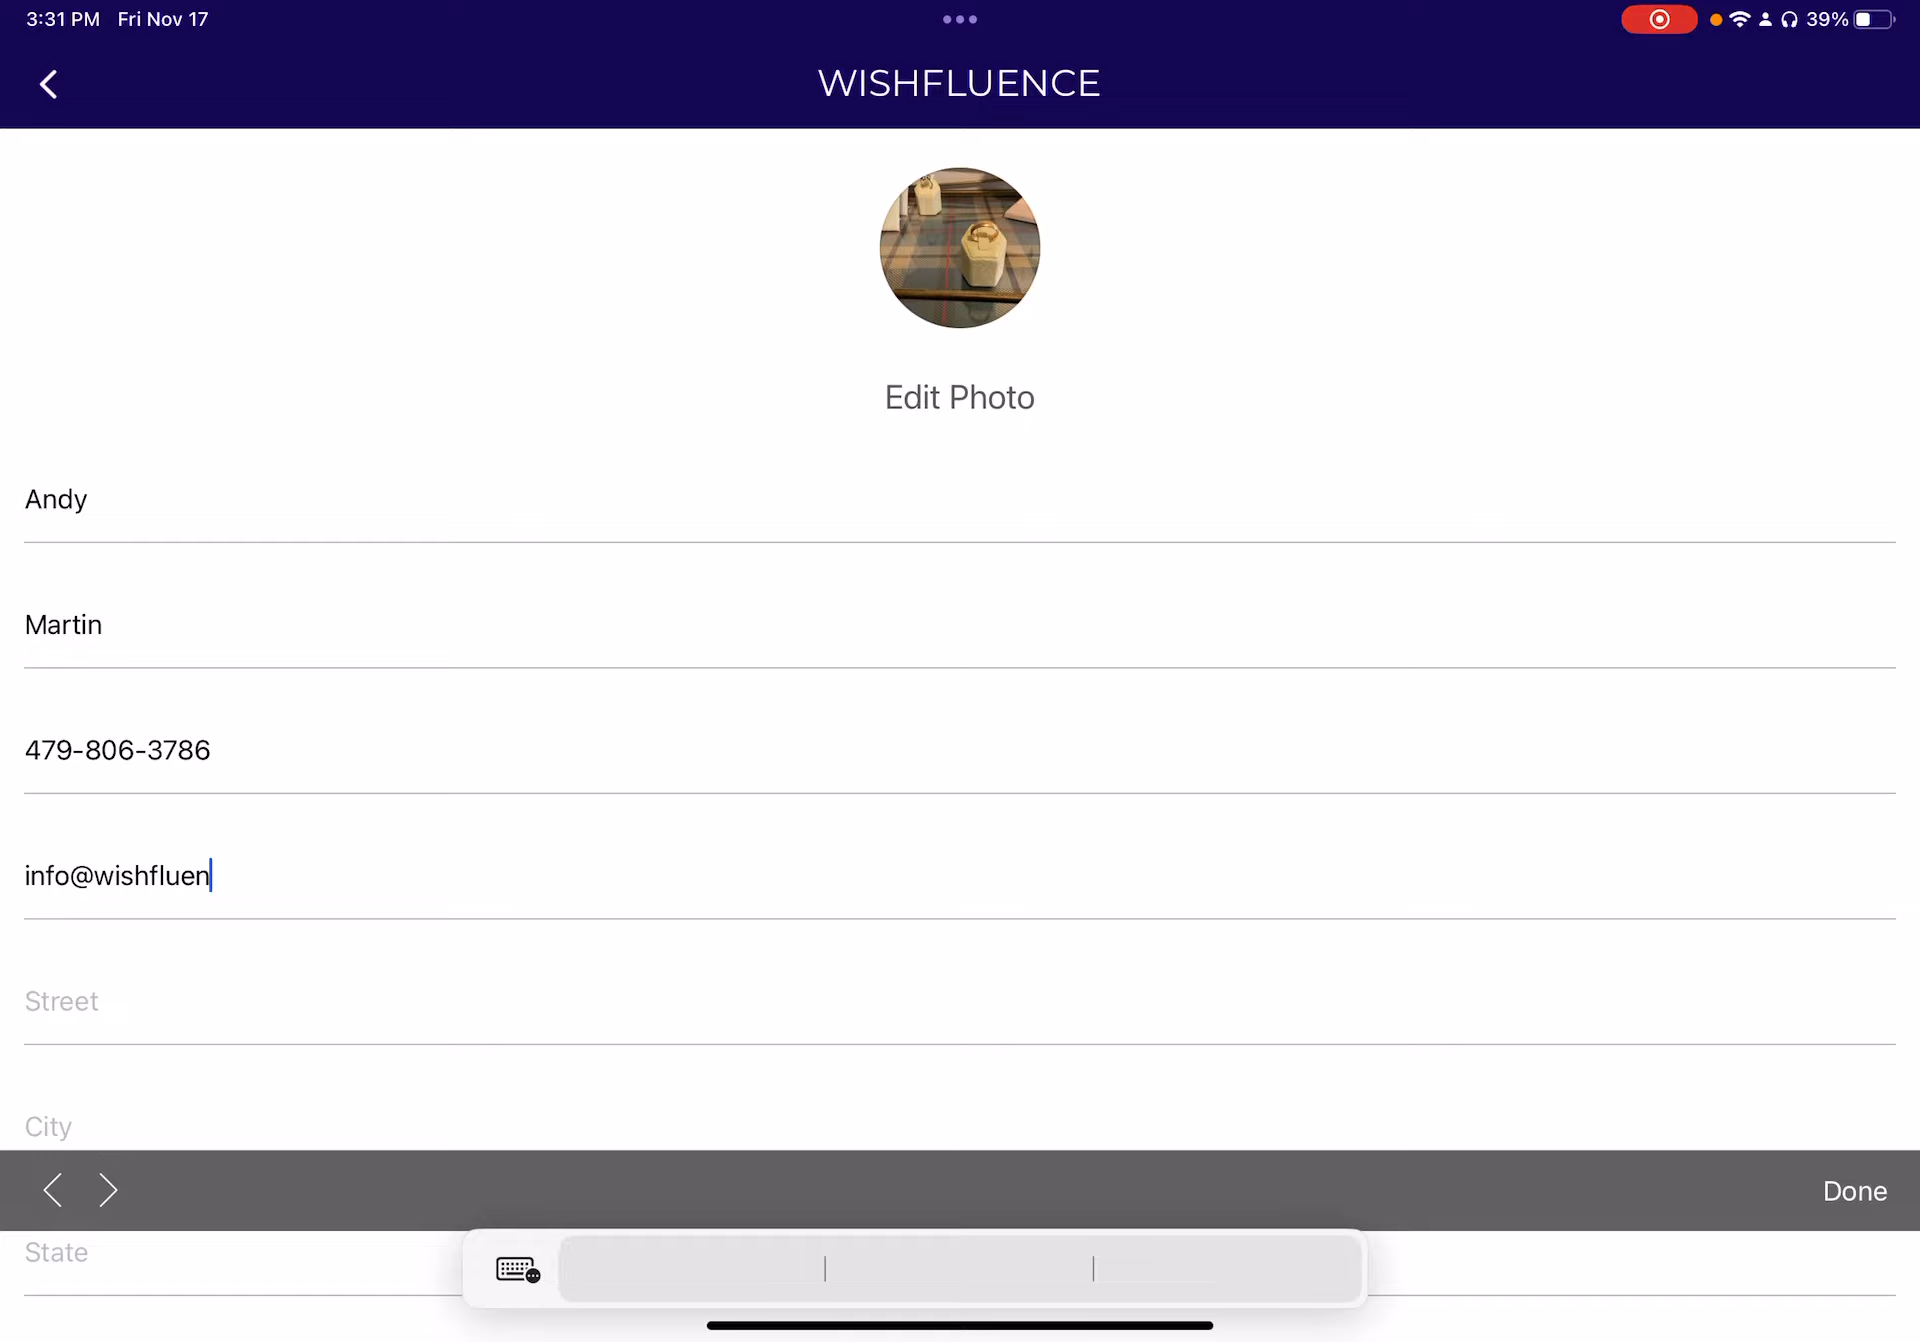 3:31 PM Fri Nov 17
39%
WISHFLUENCE
Edit Photo
Andy
Martin
479-806-3786
info@wishfluen
Street
City
Done
State